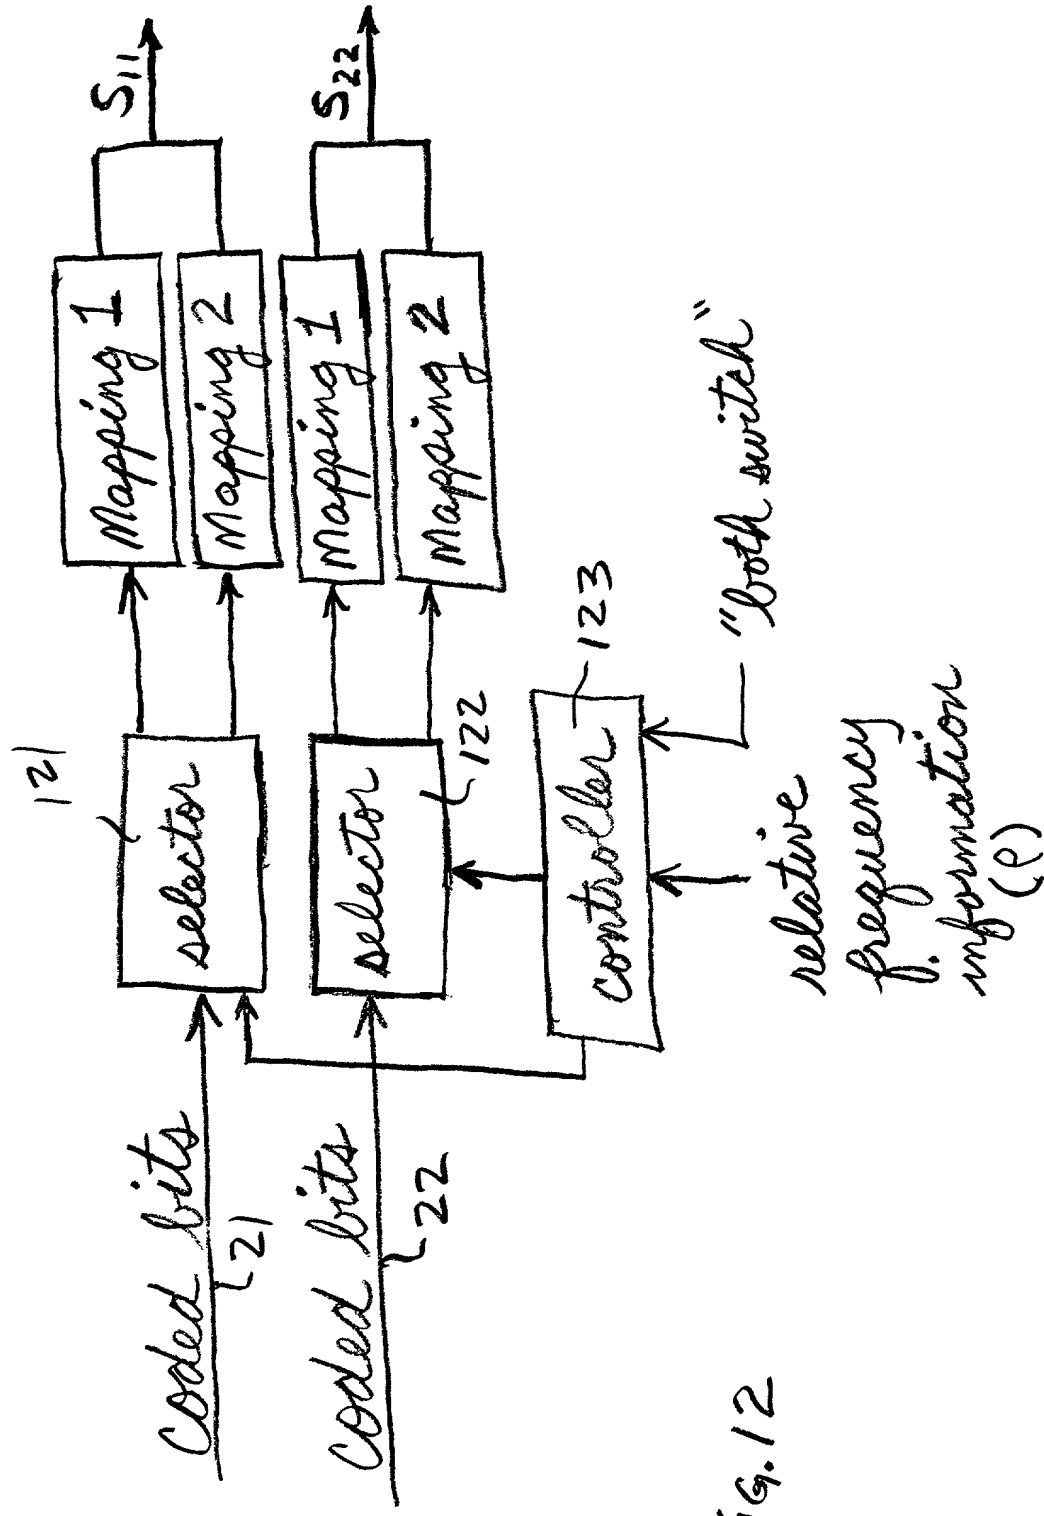 coded bits
21
coded bits
22
121
selector
selector
122
controller
123
Mapping 1
Mapping 2
Mapping 1
Mapping 2
S11
S22
relative
frequency
information
(ρ)
"both switch"
FIG. 12